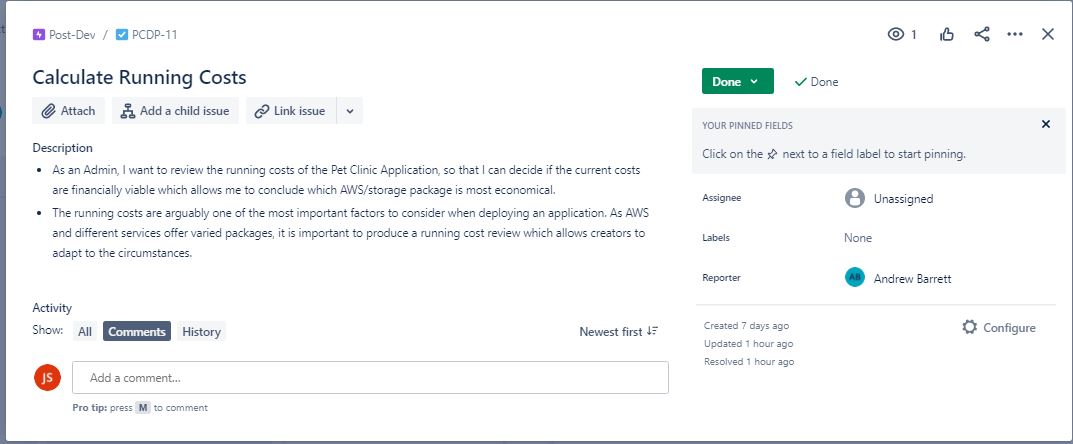 Post-Dev / PCDP-11
1
Calculate Running Costs
Done
Done
Attach
Add a child issue
Link issue
YOUR PINNED FIELDS
Click on the next to a field label to start pinning.
Description
As an Admin, I want to review the running costs of the Pet Clinic Application, so that I can decide if the current costs
are financially viable which allows me to conclude which AWS/storage package is most economical.
The running costs are arguably one of the most important factors to consider when deploying an application. As AWS
and different services offer varied packages, it is important to produce a running cost review which allows creators to
adapt to the circumstances.
Assignee
Unassigned
Labels
None
Reporter
AB
Andrew Barrett
Activity
Show:
All
Comments
History
Newest first
Created 7 days ago
Updated 1 hour ago
Resolved 1 hour ago
Configure
JS
Add a comment...
Pro tip: press M to comment